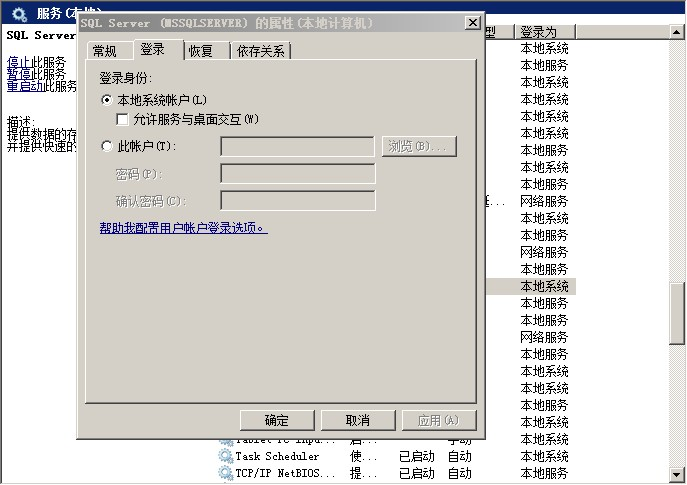 服务(本地)
SQL Server (MSSQLSERVER) 的属性(本地计算机)
SQL Server
停止此服务
暂停此服务
重启动此服务
描述:
提供数据的存
并提供快速的
常规
登录
恢复
依存关系
登录身份:
本地系统帐户(L)
允许服务与桌面交互(W)
此帐户(T):
浏览(B)...
密码(P):
确认密码(C):
帮助我配置用户帐户登录选项。
确定
取消
应用(A)
型
登录为
本地系统
本地服务
本地系统
本地系统
本地系统
本地系统
本地服务
本地系统
本地服务
...
网络服务
本地系统
本地服务
网络服务
本地服务
本地系统
本地服务
本地系统
网络服务
本地服务
本地系统
本地系统
本地服务
本地系统
Tablet PC Inpu... 启... 手动 本地系统
Task Scheduler 使... 已启动 自动 本地系统
TCP/IP NetBIOS... 提... 已启动 自动 本地服务